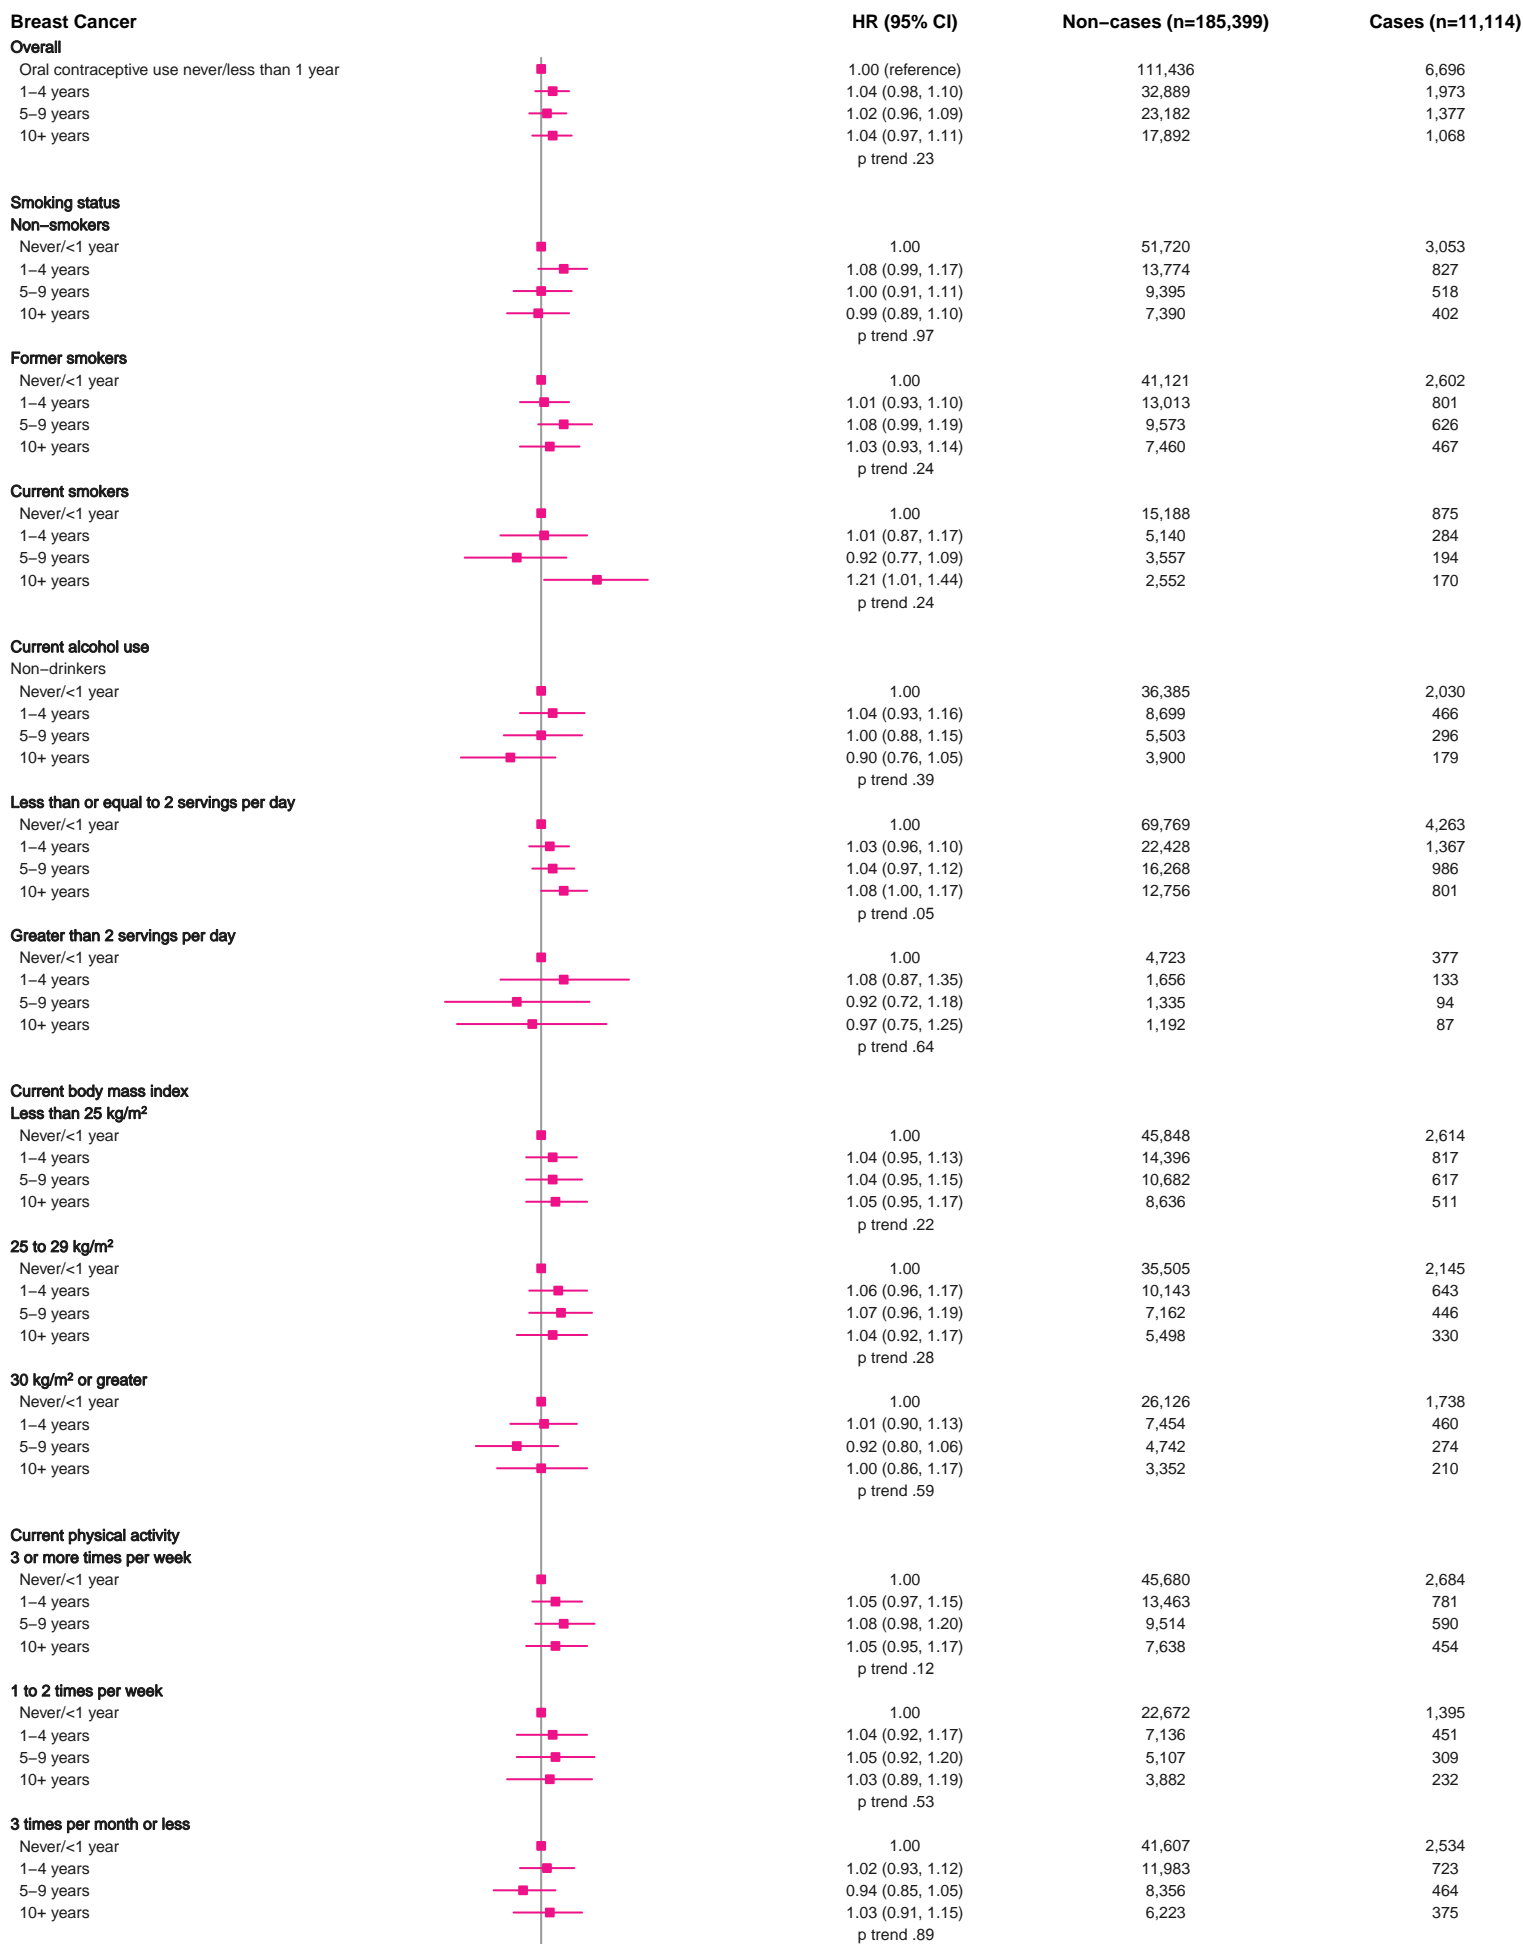 Breast Cancer HR (95% CI) Non−cases (n=185,399) Cases (n=11,114)
Overall
Oral contraceptive use never/less than 1 year 1.00 (reference) 111,436 6,696
1−4 years 1.04 (0.98, 1.10) 32,889 1,973
5−9 years 1.02 (0.96, 1.09) 23,182 1,377
10+ years 1.04 (0.97, 1.11) 17,892 1,068
p trend .23
Smoking status
Non−smokers
Never/<1 year 1.00 51,720 3,053
1−4 years 1.08 (0.99, 1.17) 13,774 827
5−9 years 1.00 (0.91, 1.11) 9,395 518
10+ years 0.99 (0.89, 1.10) 7,390 402
p trend .97
Former smokers
Never/<1 year 1.00 41,121 2,602
1−4 years 1.01 (0.93, 1.10) 13,013 801
5−9 years 1.08 (0.99, 1.19) 9,573 626
10+ years 1.03 (0.93, 1.14) 7,460 467
p trend .24
Current smokers
Never/<1 year 1.00 15,188 875
1−4 years 1.01 (0.87, 1.17) 5,140 284
5−9 years 0.92 (0.77, 1.09) 3,557 194
10+ years 1.21 (1.01, 1.44) 2,552 170
p trend .24
Current alcohol use
Non−drinkers
Never/<1 year 1.00 36,385 2,030
1−4 years 1.04 (0.93, 1.16) 8,699 466
5−9 years 1.00 (0.88, 1.15) 5,503 296
10+ years 0.90 (0.76, 1.05) 3,900 179
p trend .39
Less than or equal to 2 servings per day
Never/<1 year 1.00 69,769 4,263
1−4 years 1.03 (0.96, 1.10) 22,428 1,367
5−9 years 1.04 (0.97, 1.12) 16,268 986
10+ years 1.08 (1.00, 1.17) 12,756 801
p trend .05
Greater than 2 servings per day
Never/<1 year 1.00 4,723 377
1−4 years 1.08 (0.87, 1.35) 1,656 133
5−9 years 0.92 (0.72, 1.18) 1,335 94
10+ years 0.97 (0.75, 1.25) 1,192 87
p trend .64
Current body mass index
Less than 25 kg/m²
Never/<1 year 1.00 45,848 2,614
1−4 years 1.04 (0.95, 1.13) 14,396 817
5−9 years 1.04 (0.95, 1.15) 10,682 617
10+ years 1.05 (0.95, 1.17) 8,636 511
p trend .22
25 to 29 kg/m²
Never/<1 year 1.00 35,505 2,145
1−4 years 1.06 (0.96, 1.17) 10,143 643
5−9 years 1.07 (0.96, 1.19) 7,162 446
10+ years 1.04 (0.92, 1.17) 5,498 330
p trend .28
30 kg/m² or greater
Never/<1 year 1.00 26,126 1,738
1−4 years 1.01 (0.90, 1.13) 7,454 460
5−9 years 0.92 (0.80, 1.06) 4,742 274
10+ years 1.00 (0.86, 1.17) 3,352 210
p trend .59
Current physical activity
3 or more times per week
Never/<1 year 1.00 45,680 2,684
1−4 years 1.05 (0.97, 1.15) 13,463 781
5−9 years 1.08 (0.98, 1.20) 9,514 590
10+ years 1.05 (0.95, 1.17) 7,638 454
p trend .12
1 to 2 times per week
Never/<1 year 1.00 22,672 1,395
1−4 years 1.04 (0.92, 1.17) 7,136 451
5−9 years 1.05 (0.92, 1.20) 5,107 309
10+ years 1.03 (0.89, 1.19) 3,882 232
p trend .53
3 times per month or less
Never/<1 year 1.00 41,607 2,534
1−4 years 1.02 (0.93, 1.12) 11,983 723
5−9 years 0.94 (0.85, 1.05) 8,356 464
10+ years 1.03 (0.91, 1.15) 6,223 375
p trend .89